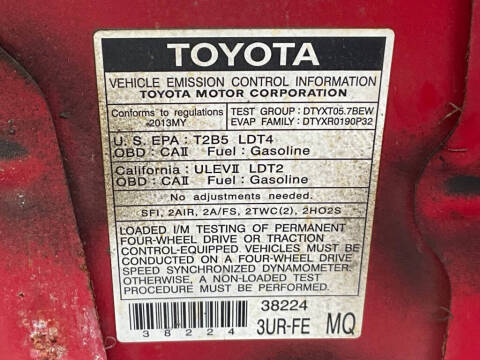 TOYOTA
VEHICLE EMISSION CONTROL INFORMATION
TOYOTA MOTOR CORPORATION
Conforms to regulations TEST GROUP : DTYXT05.7BEW
:2013MY EVAP FAMILY : DTYXR0190P32
U. S. EPA : T2B5 LDT4
OBD : CAⅡ Fuel : Gasoline
California : ULEVⅡ LDT2
OBD : CAⅡ Fuel : Gasoline
No adjustments needed.
SFI, 2AIR, 2A/FS, 2TWC(2), 2HO2S
LOADED I/M TESTING OF PERMANENT
FOUR-WHEEL DRIVE OR TRACTION
CONTROL-EQUIPPED. VEHICLES MUST BE
CONDUCTED ON A FOUR-WHEEL DRIVE
SPEED SYNCHRONIZED DYNAMOMETER:
OTHERWISE, A NON-LOADED TEST
PROCEDURE MUST BE PERFORMED.
38224
38224 3UR-FE MQ